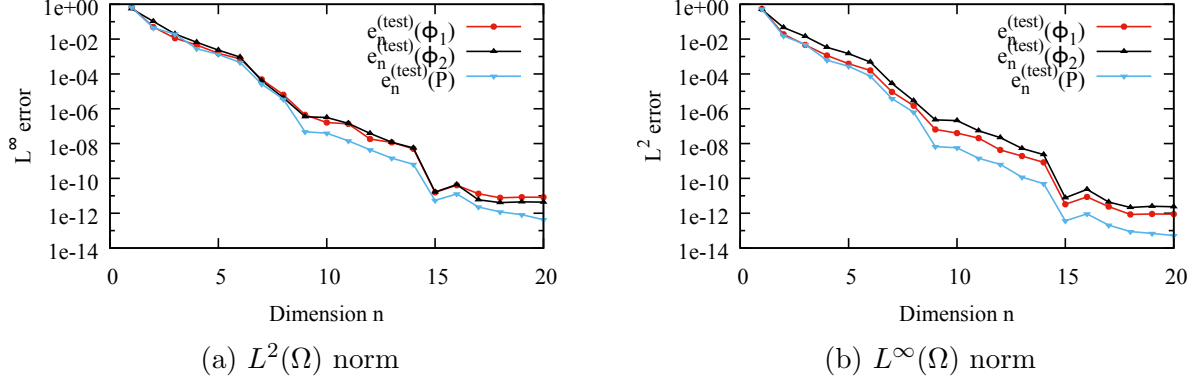 1e+00
1e-02
1e-04
1e-06
1e-08
1e-10
1e-12
1e-14
L^∞ error
0 5 10 15 20
Dimension n
e_n^(test)(Φ_1)
e_n^(test)(Φ_2)
e_n^(test)(P)
(a) L^2(Ω) norm
1e+00
1e-02
1e-04
1e-06
1e-08
1e-10
1e-12
1e-14
L^2 error
0 5 10 15 20
Dimension n
e_n^(test)(Φ_1)
e_n^(test)(Φ_2)
e_n^(test)(P)
(b) L^∞(Ω) norm